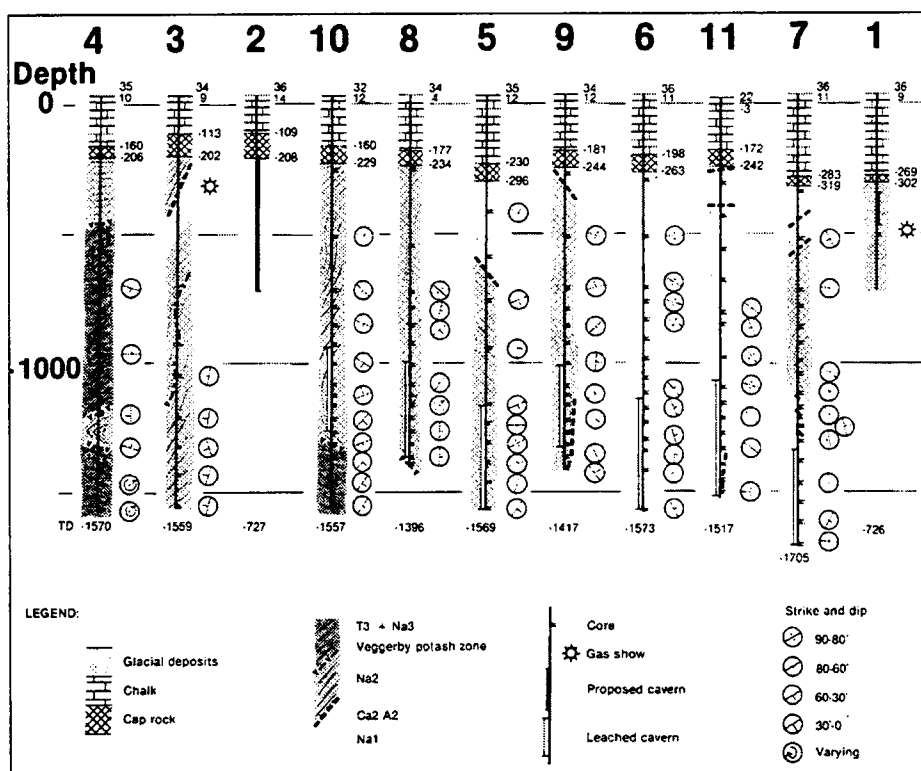 4 3 2 10 8 5 9 6 11 7 1
Depth
35 34 36 32 34 35 34 36 22 36 36
10 9 14 12 4 12 12 11 -3 11 9
0
-160 -113 -109 -160 -177 -230 -181 -198 -172 -283 -269
-206 -202 -208 -229 -234 -296 -244 -263 -242 -319 -302
1000
TD -1570 -1559 -727 -1557 -1396 -1569 -1417 -1573 -1517 -1705 -726
LEGEND:
Glacial deposits
Chalk
Cap rock
T3 + Na3
Veggerby potash zone
Na2
Ca2 A2
Na1
Core
Gas show
Proposed cavern
Leached cavern
Strike and dip
90-80°
80-60°
60-30°
30°-0
Varying